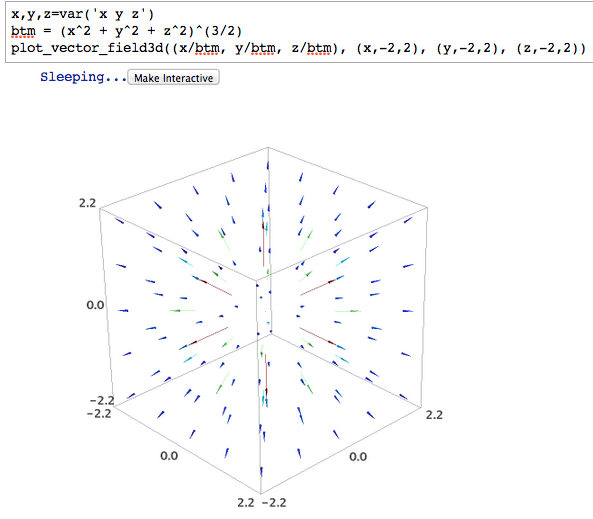 x,y,z=var('x y z')
btm = (x^2 + y^2 + z^2)^(3/2)
plot_vector_field3d((x/btm, y/btm, z/btm), (x,-2,2), (y,-2,2), (z,-2,2))
Sleeping... Make Interactive
2.2
0.0
-2.2
-2.2
2.2
0.0
0.0
2.2 -2.2